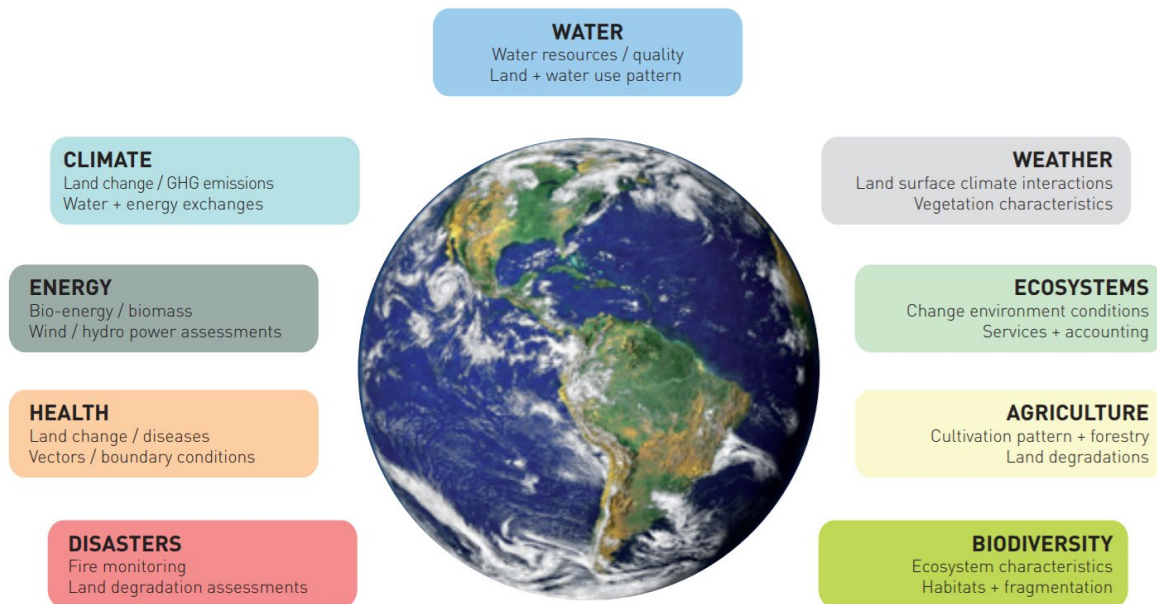 WATER
Water resources / quality
Land + water use pattern
CLIMATE
Land change / GHG emissions
Water + energy exchanges
WEATHER
Land surface climate interactions
Vegetation characteristics
ENERGY
Bio-energy / biomass
Wind / hydro power assessments
ECOSYSTEMS
Change environment conditions
Services + accounting
HEALTH
Land change / diseases
Vectors / boundary conditions
AGRICULTURE
Cultivation pattern + forestry
Land degradations
DISASTERS
Fire monitoring
Land degradation assessments
BIODIVERSITY
Ecosystem characteristics
Habitats + fragmentation